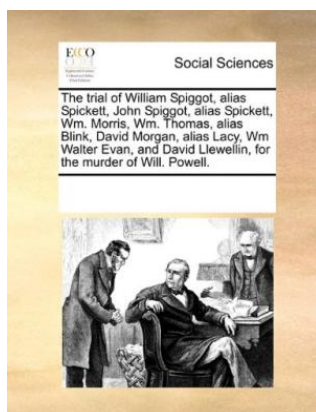 ECCO
Social Sciences
The trial of William Spiggot, alias
Spickett, John Spiggot, alias Spickett,
Wm. Morris, Wm. Thomas, alias
Blink, David Morgan, alias Lacy, Wm
Walter Evan, and David Llewellin, for
the murder of Will. Powell.